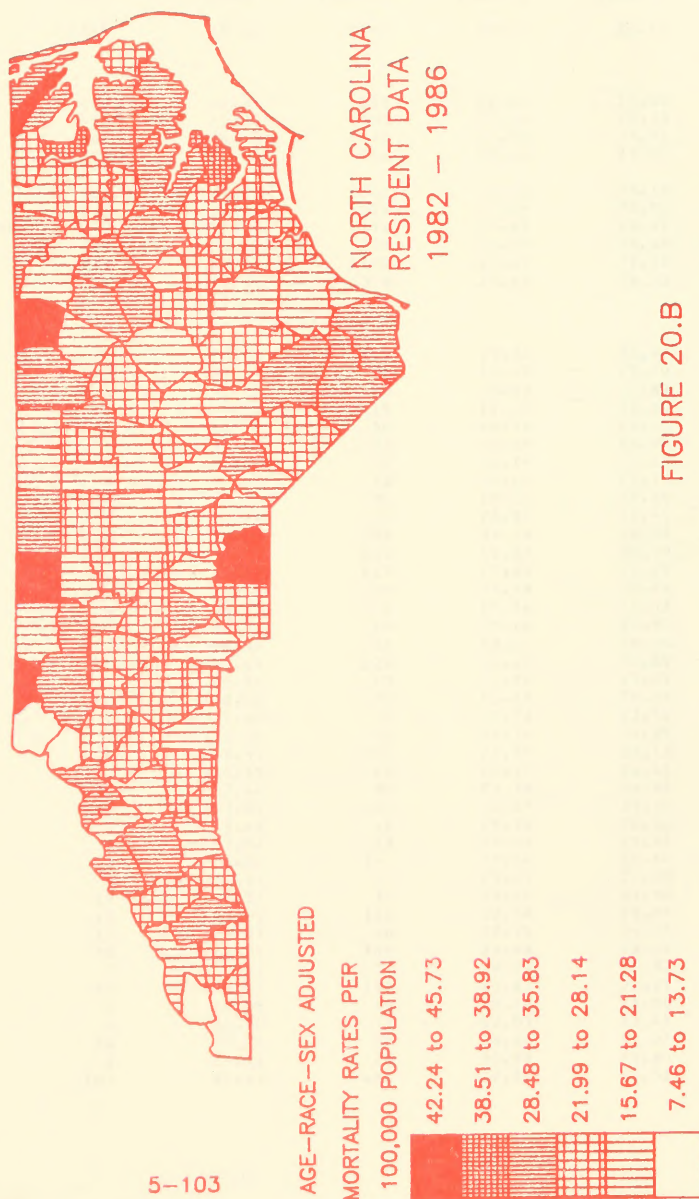 NORTH CAROLINA
RESIDENT DATA
1982 – 1986
AGE–RACE–SEX ADJUSTED
MORTALITY RATES PER
100,000 POPULATION
42.24 to 45.73
38.51 to 38.92
28.48 to 35.83
21.99 to 28.14
15.67 to 21.28
7.46 to 13.73
FIGURE 20.B
5–103